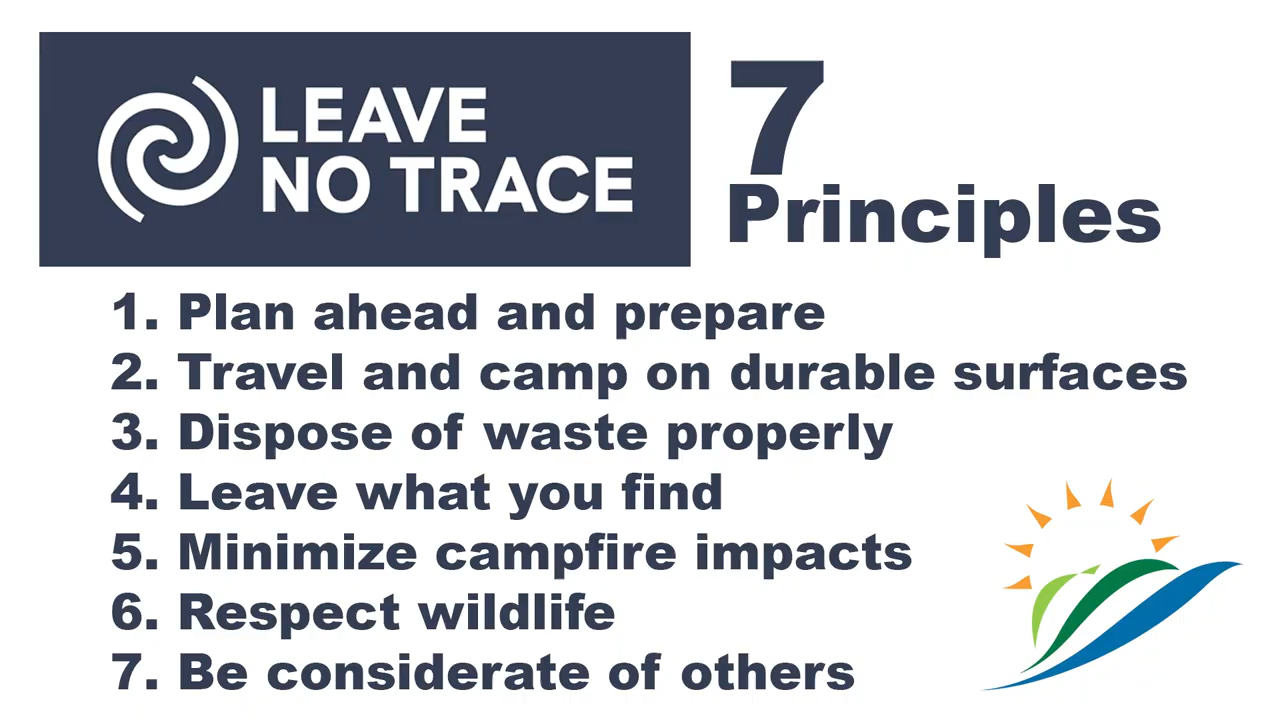 LEAVE
NO TRACE
7
Principles
1. Plan ahead and prepare
2. Travel and camp on durable surfaces
3. Dispose of waste properly
4. Leave what you find
5. Minimize campfire impacts
6. Respect wildlife
7. Be considerate of others